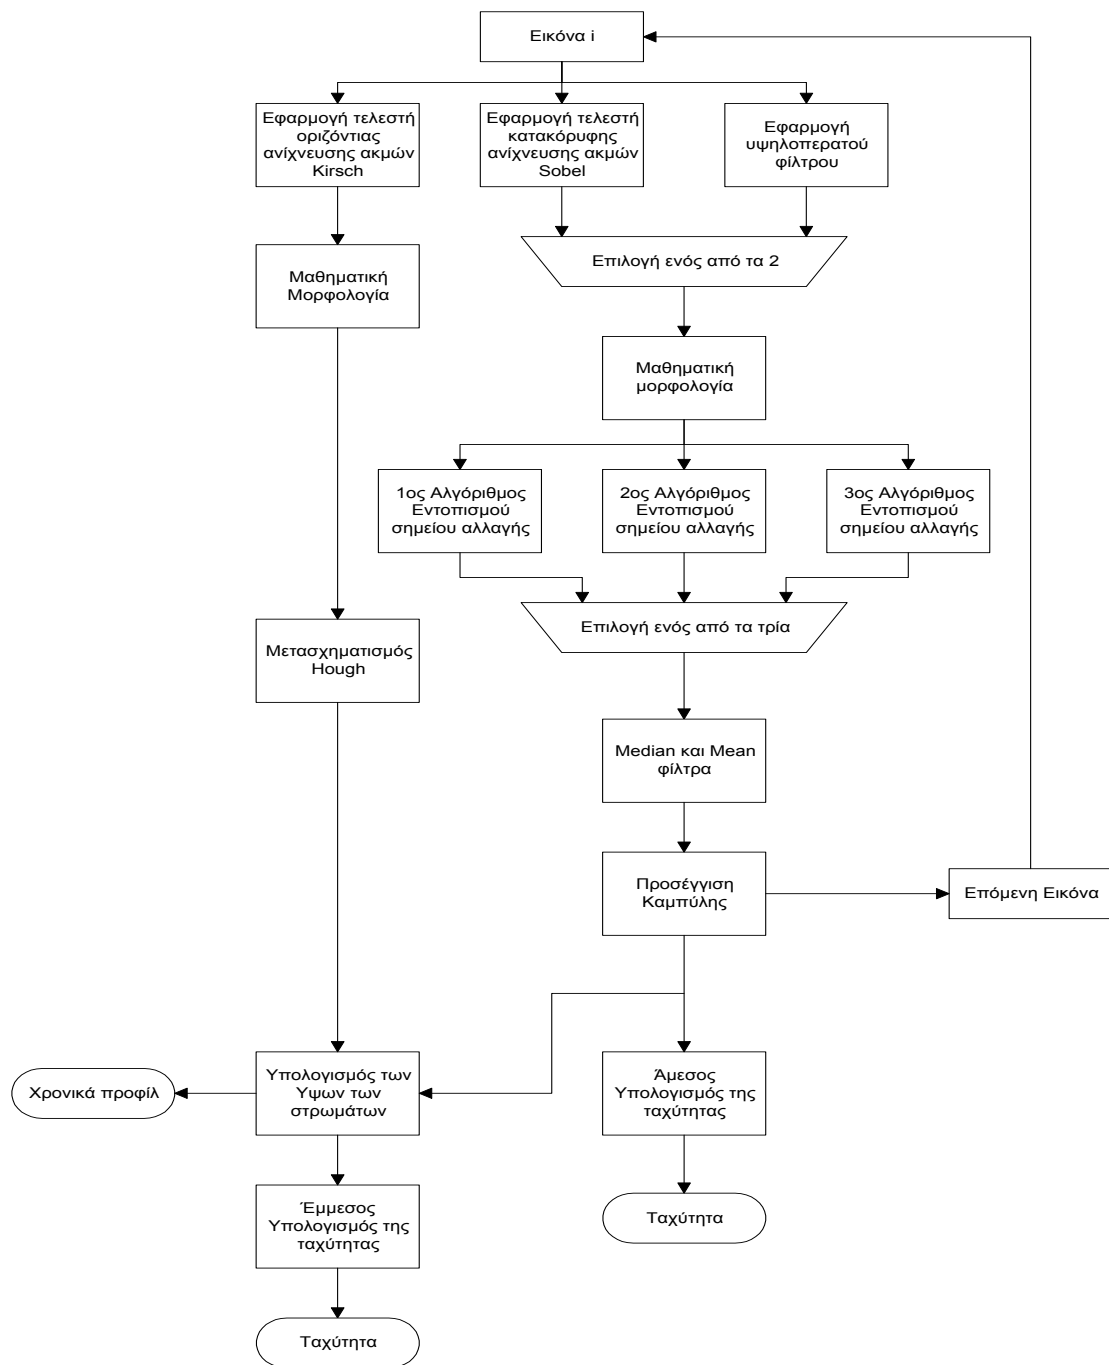 Εικόνα i
Εφαρμογή τελεστή
οριζόντιας
ανίχνευσης ακμών
Kirsch
Εφαρμογή τελεστή
κατακόρυφης
ανίχνευσης ακμών
Sobel
Εφαρμογή
υψηλοπερατού
φίλτρου
Επιλογή ενός από τα 2
Μαθηματική
Μορφολογία
Μαθηματική
μορφολογία
1ος Αλγόριθμος
Εντοπισμού
σημείου αλλαγής
2ος Αλγόριθμος
Εντοπισμού
σημείου αλλαγής
3ος Αλγόριθμος
Εντοπισμού
σημείου αλλαγής
Επιλογή ενός από τα τρία
Μετασχηματισμός
Hough
Median και Mean
φίλτρα
Προσέγγιση
Καμπύλης
Επόμενη Εικόνα
Χρονικά προφίλ
Υπολογισμός των
Υψων των
στρωμάτων
Άμεσος
Υπολογισμός της
ταχύτητας
Έμμεσος
Υπολογισμός της
ταχύτητας
Ταχύτητα
Ταχύτητα